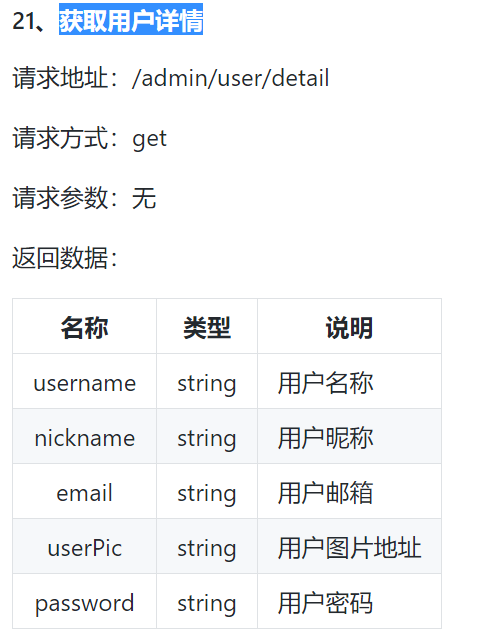 21、获取用户详情
请求地址：/admin/user/detail
请求方式：get
请求参数：无
返回数据：
名称 类型 说明
username string 用户名称
nickname string 用户昵称
email string 用户邮箱
userPic string 用户图片地址
password string 用户密码